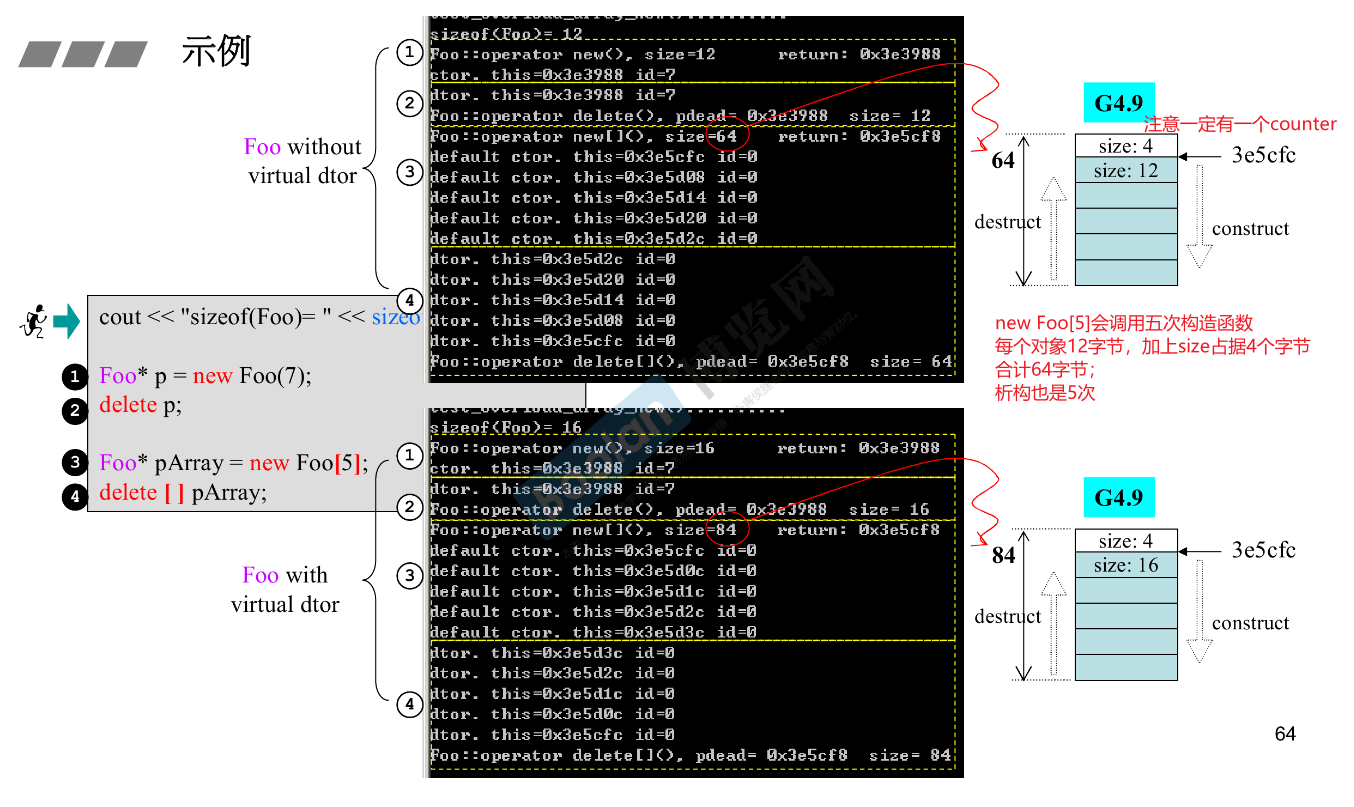 示例
Foo without
virtual dtor
1
2
3
4
sizeof(Foo)= 12
Foo::operator new(), size=12 return: 0x3e3988
ctor. this=0x3e3988 id=7
dtor. this=0x3e3988 id=7
Foo::operator delete(), pdead= 0x3e3988 size= 12
Foo::operator new[](), size=64 return: 0x3e5cf8
default ctor. this=0x3e5cfc id=0
default ctor. this=0x3e5d08 id=0
default ctor. this=0x3e5d14 id=0
default ctor. this=0x3e5d20 id=0
default ctor. this=0x3e5d2c id=0
dtor. this=0x3e5d2c id=0
dtor. this=0x3e5d20 id=0
dtor. this=0x3e5d14 id=0
dtor. this=0x3e5d08 id=0
dtor. this=0x3e5cfc id=0
Foo::operator delete[](), pdead= 0x3e5cf8 size= 64
G4.9
注意一定有一个counter
64
size: 4
3e5cfc
size: 12
destruct
construct
new Foo[5]会调用五次构造函数
每个对象12字节，加上size占据4个字节
合计64字节；
析构也是5次
cout << "sizeof(Foo)= " << sizeo
1 Foo* p = new Foo(7);
2 delete p;
3 Foo* pArray = new Foo[5];
4 delete [ ] pArray;
Foo with
virtual dtor
1
2
3
4
test_overload_array_new()..........
sizeof(Foo)= 16
Foo::operator new(), size=16 return: 0x3e3988
ctor. this=0x3e3988 id=7
dtor. this=0x3e3988 id=7
Foo::operator delete(), pdead= 0x3e3988 size= 16
Foo::operator new[](), size=84 return: 0x3e5cf8
default ctor. this=0x3e5cfc id=0
default ctor. this=0x3e5d0c id=0
default ctor. this=0x3e5d1c id=0
default ctor. this=0x3e5d2c id=0
default ctor. this=0x3e5d3c id=0
dtor. this=0x3e5d3c id=0
dtor. this=0x3e5d2c id=0
dtor. this=0x3e5d1c id=0
dtor. this=0x3e5d0c id=0
dtor. this=0x3e5cfc id=0
Foo::operator delete[](), pdead= 0x3e5cf8 size= 84
G4.9
84
size: 4
3e5cfc
size: 16
destruct
construct
boolan 博览网
64